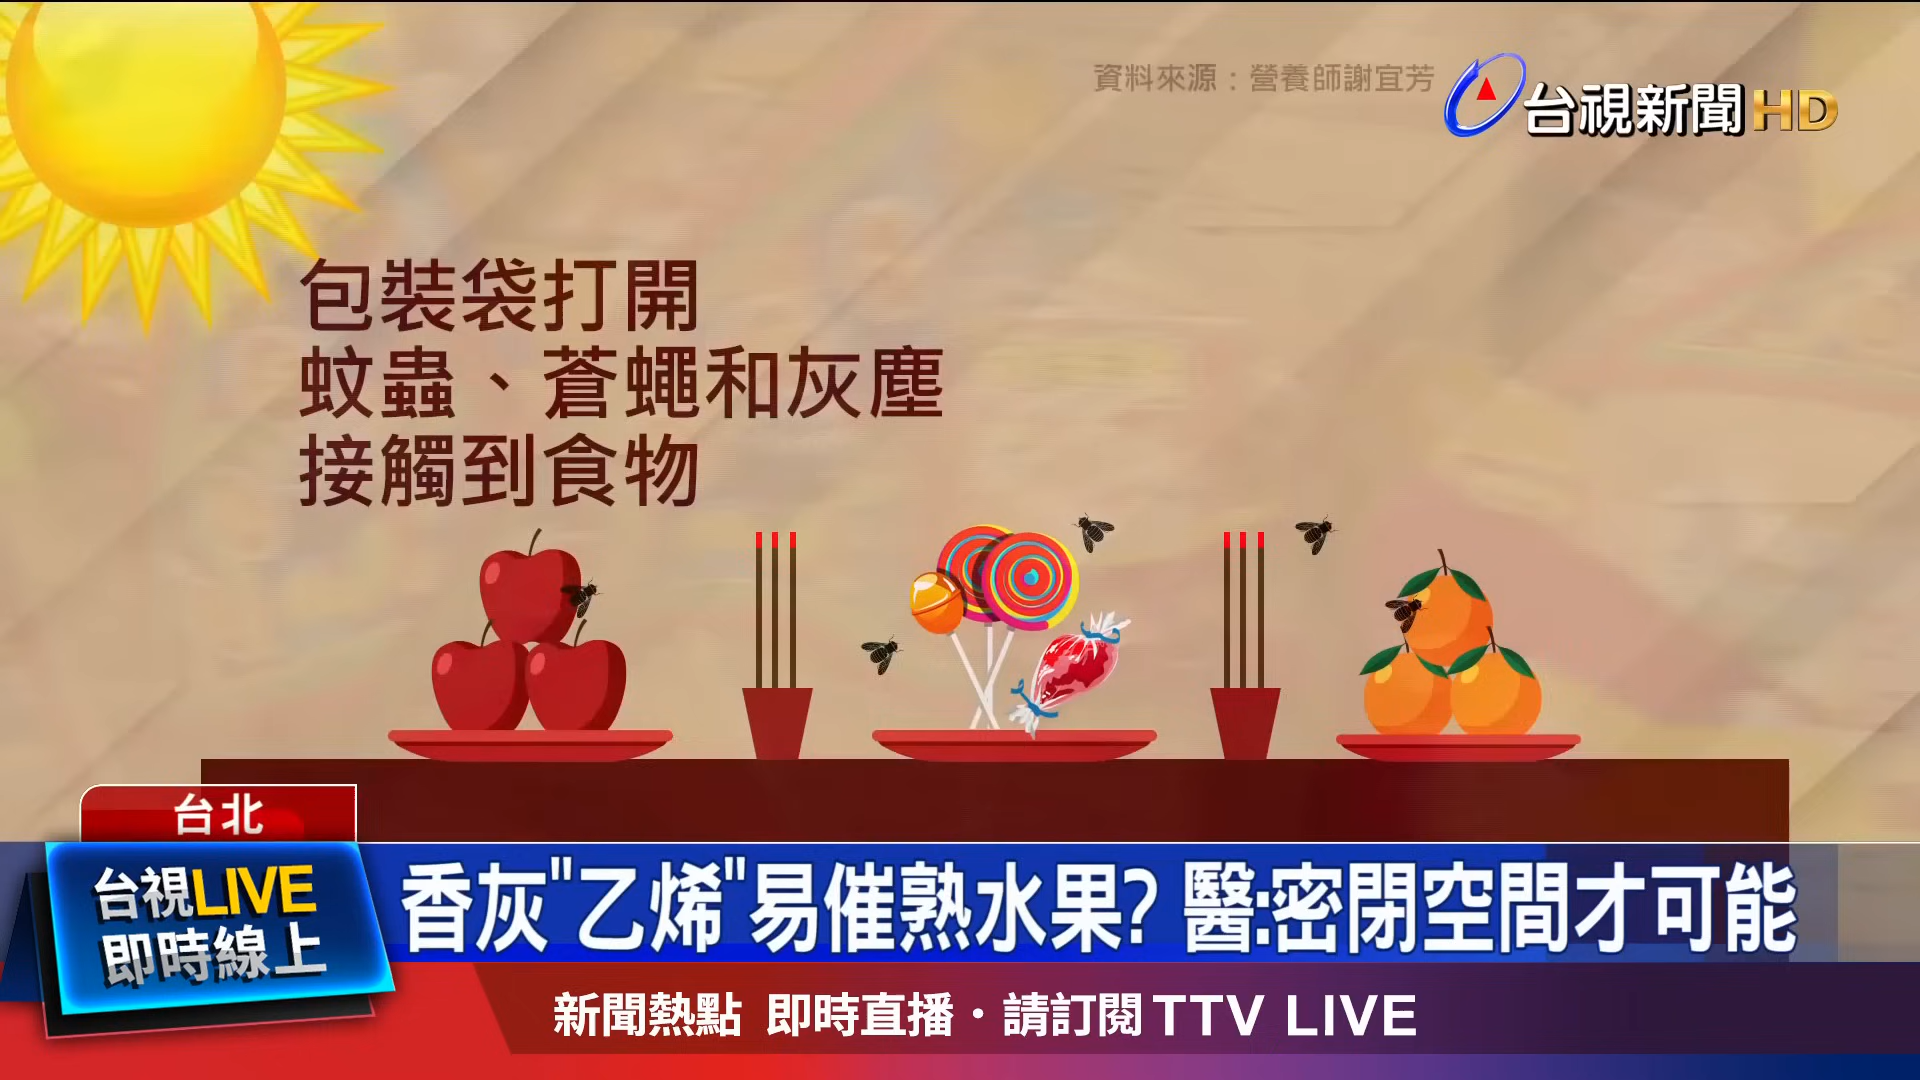 資料來源：營養師謝宜芳
台視新聞HD
包裝袋打開
蚊蟲、蒼蠅和灰塵
接觸到食物
台北
台視LIVE
即時線上
香灰"乙烯"易催熟水果? 醫:密閉空間才可能
新聞熱點 即時直播・請訂閱TTV LIVE